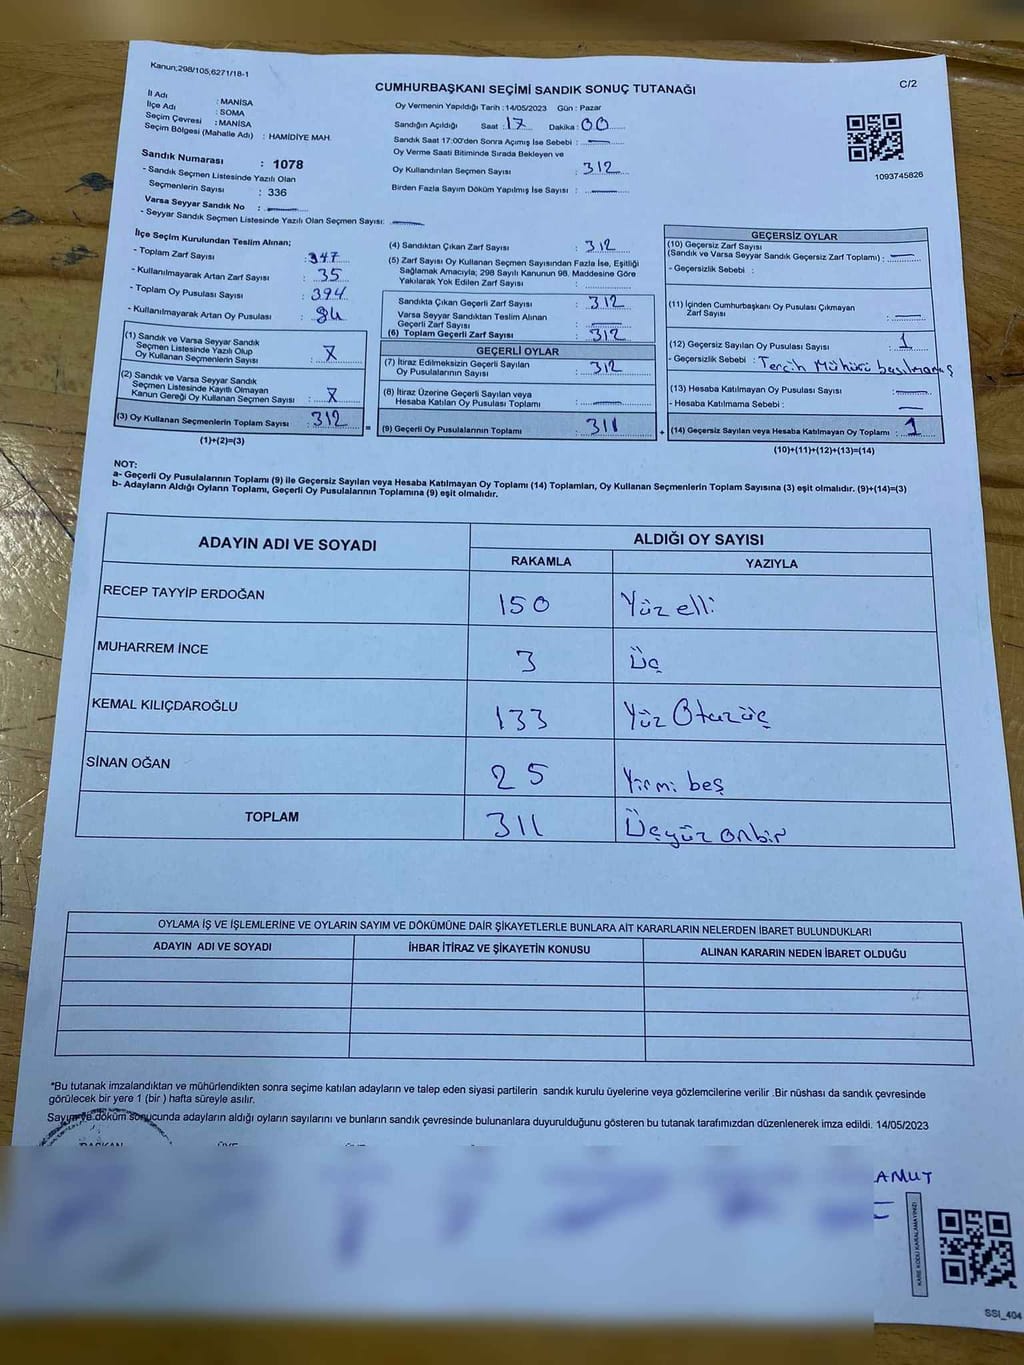 Kanun;298/105,6271/18-1
C/2
CUMHURBAŞKANI SEÇİMİ SANDIK SONUÇ TUTANAĞI
İl Adı : MANİSA
İlçe Adı : SOMA
Seçim Çevresi : MANİSA
Seçim Bölgesi (Mahalle Adı) : HAMİDİYE MAH.
Sandık Numarası : 1078
- Sandık Seçmen Listesinde Yazılı Olan
Seçmenlerin Sayısı : 336
Varsa Seyyar Sandık No :
- Seyyar Sandık Seçmen Listesinde Yazılı Olan Seçmen Sayısı:
Oy Vermenin Yapıldığı Tarih : 14/05/2023 Gün : Pazar
Sandığın Açıldığı Saat : 17 Dakika : 00
Sandık Saat 17:00'den Sonra Açımış İse Sebebi :
Oy Verme Saati Bitiminde Sırada Bekleyen ve
Oy Kullandırılan Seçmen Sayısı : 312
Birden Fazla Sayım Döküm Yapılmış İse Sayısı :
1093745826
İlçe Seçim Kurulundan Teslim Alınan;
- Toplam Zarf Sayısı : 347
- Kullanılmayarak Artan Zarf Sayısı : 35
- Toplam Oy Pusulası Sayısı : 394
- Kullanılmayarak Artan Oy Pusulası :
(1) Sandık ve Varsa Seyyar Sandık
Seçmen Listesinde Yazılı Olup
Oy Kullanan Seçmenlerin Sayısı : X
(2) Sandık ve Varsa Seyyar Sandık
Seçmen Listesinde Kayıtlı Olmayan
Kanun Gereği Oy Kullanan Seçmen Sayısı : X
(3) Oy Kullanan Seçmenlerin Toplam Sayısı : 312
(1)+(2)=(3)
(4) Sandıktan Çıkan Zarf Sayısı : 312
(5) Zarf Sayısı Oy Kullanan Seçmen Sayısından Fazla İse, Eşitliği
Sağlamak Amacıyla; 298 Sayılı Kanunun 98. Maddesine Göre
Yakılarak Yok Edilen Zarf Sayısı :
Sandıkta Çıkan Geçerli Zarf Sayısı : 312
Varsa Seyyar Sandıktan Teslim Alınan
Geçerli Zarf Sayısı :
(6) Toplam Geçerli Zarf Sayısı : 312
GEÇERLİ OYLAR
(7) İtiraz Edilmeksizin Geçerli Sayılan
Oy Pusulalarının Sayısı : 312
(8) İtiraz Üzerine Geçerli Sayılan veya
Hesaba Katılan Oy Pusulası Toplamı :
(9) Geçerli Oy Pusulalarının Toplamı : 311
GEÇERSİZ OYLAR
(10) Geçersiz Zarf Sayısı
(Sandık ve Varsa Seyyar Sandık Geçersiz Zarf Toplamı) :
- Geçersizlik Sebebi :
(11) İçinden Cumhurbaşkanı Oy Pusulası Çıkmayan
Zarf Sayısı :
(12) Geçersiz Sayılan Oy Pusulası Sayısı : 1
- Geçersizlik Sebebi : Tercih Mühürü basılmamış
(13) Hesaba Katılmayan Oy Pusulası Sayısı :
- Hesaba Katılmama Sebebi :
(14) Geçersiz Sayılan veya Hesaba Katılmayan Oy Toplamı : 1
(10)+(11)+(12)+(13)=(14)
NOT:
a- Geçerli Oy Pusulalarının Toplamı (9) ile Geçersiz Sayılan veya Hesaba Katılmayan Oy Toplamı (14) Toplamları, Oy Kullanan Seçmenlerin Toplam Sayısına (3) eşit olmalıdır. (9)+(14)=(3)
b- Adayların Aldığı Oyların Toplamı, Geçerli Oy Pusulalarının Toplamına (9) eşit olmalıdır.
ADAYIN ADI VE SOYADI ALDIĞI OY SAYISI
RAKAMLA YAZIYLA
RECEP TAYYİP ERDOĞAN 150 Yüz elli
MUHARREM İNCE 3 Üç
KEMAL KILIÇDAROĞLU 133 Yüz Otuzüç
SİNAN OĞAN 25 Yirmi beş
TOPLAM 311 Üçyüz onbir
OYLAMA İŞ VE İŞLEMLERİNE VE OYLARIN SAYIM VE DÖKÜMÜNE DAİR ŞİKAYETLERLE BUNLARA AİT KARARLARIN NELERDEN İBARET BULUNDUKLARI
ADAYIN ADI VE SOYADI İHBAR İTİRAZ VE ŞİKAYETİN KONUSU ALINAN KARARIN NEDEN İBARET OLDUĞU
*Bu tutanak imzalandıktan ve mühürlendikten sonra seçime katılan adayların ve talep eden siyasi partilerin sandık kurulu üyelerine veya gözlemcilerine verilir .Bir nüshası da sandık çevresinde
görülecek bir yere 1 (bir ) hafta süreyle asılır.
Sayım ve döküm sonucunda adayların aldığı oyların sayılarını ve bunların sandık çevresinde bulunanlara duyurulduğunu gösteren bu tutanak tarafımızdan düzenlenerek imza edildi. 14/05/2023
BAŞKAN
AMUT
KARE KODU KARALAMAYINIZ!
SSI_404